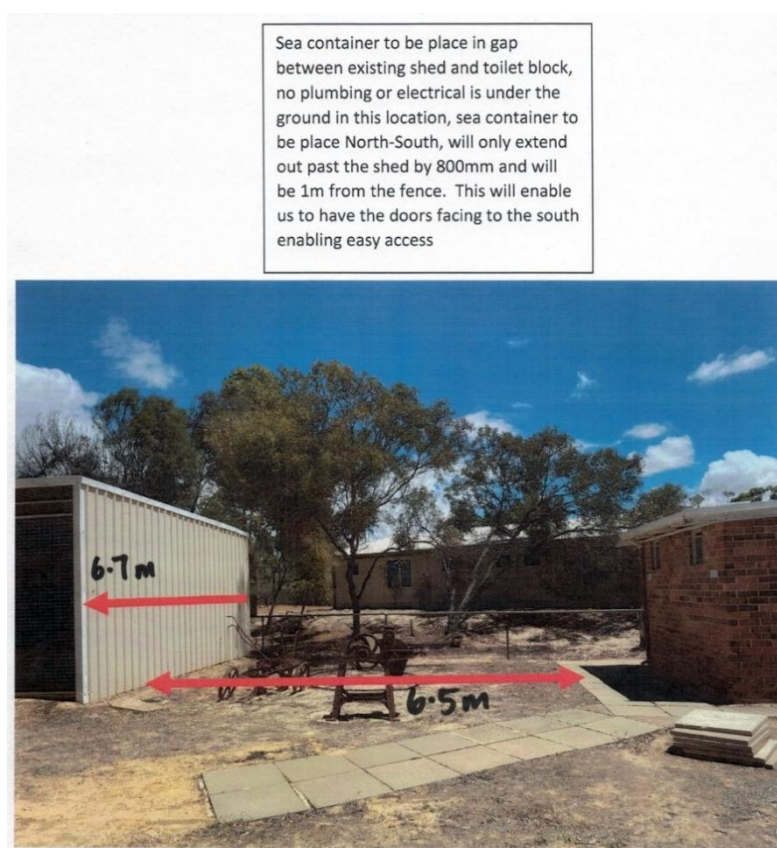 Sea container to be place in gap
between existing shed and toilet block,
no plumbing or electrical is under the
ground in this location, sea container to
be place North-South, will only extend
out past the shed by 800mm and will
be 1m from the fence.  This will enable
us to have the doors facing to the south
enabling easy access
6.7m
6.5m